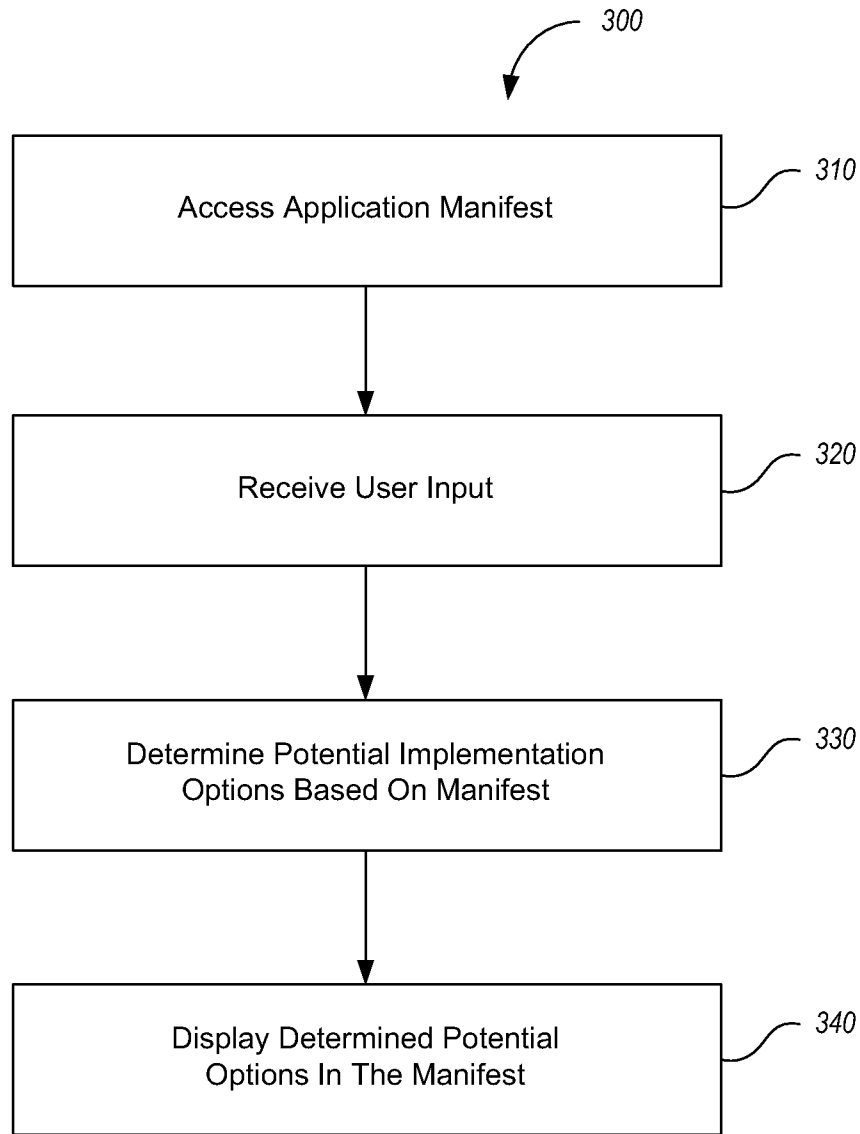 300
Access Application Manifest
310
Receive User Input
320
Determine Potential Implementation
Options Based On Manifest
330
Display Determined Potential
Options In The Manifest
340